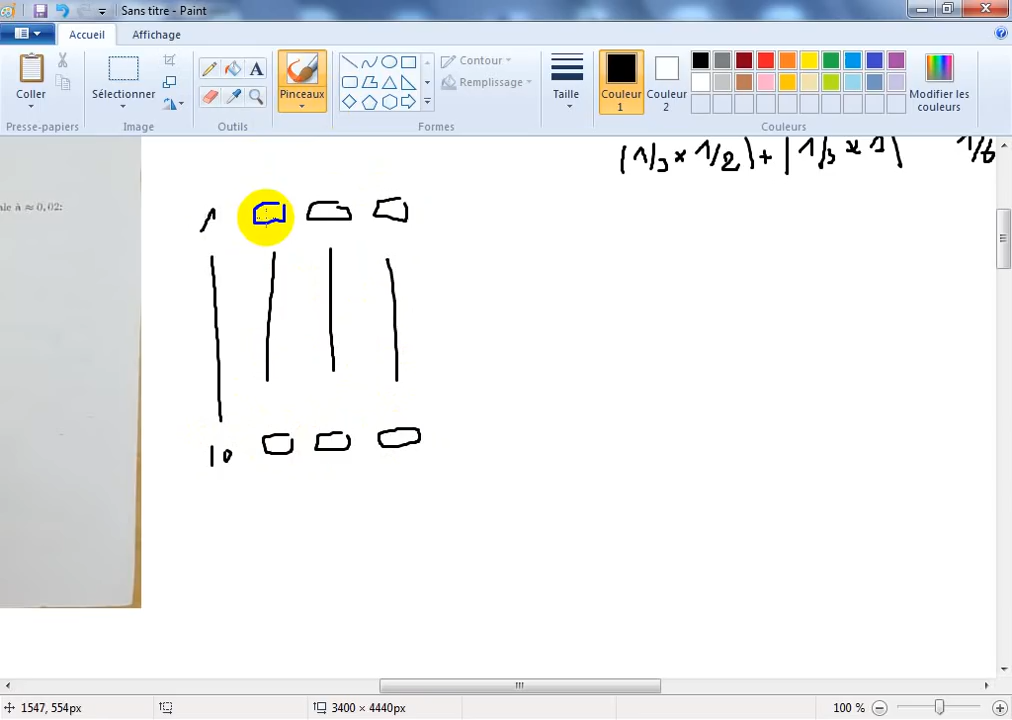 Sans titre - Paint
Accueil Affichage
Coller
Sélectionner
Pinceaux
Contour
Remplissage
Taille
Couleur 1
Couleur 2
Modifier les couleurs
Presse-papiers Image Outils Formes Couleurs
(1/3 × 1/2) + (1/3 × 1) 1/6
ale à ≈ 0,02:
1
10
1547, 554px 3400 × 4440px 100 %